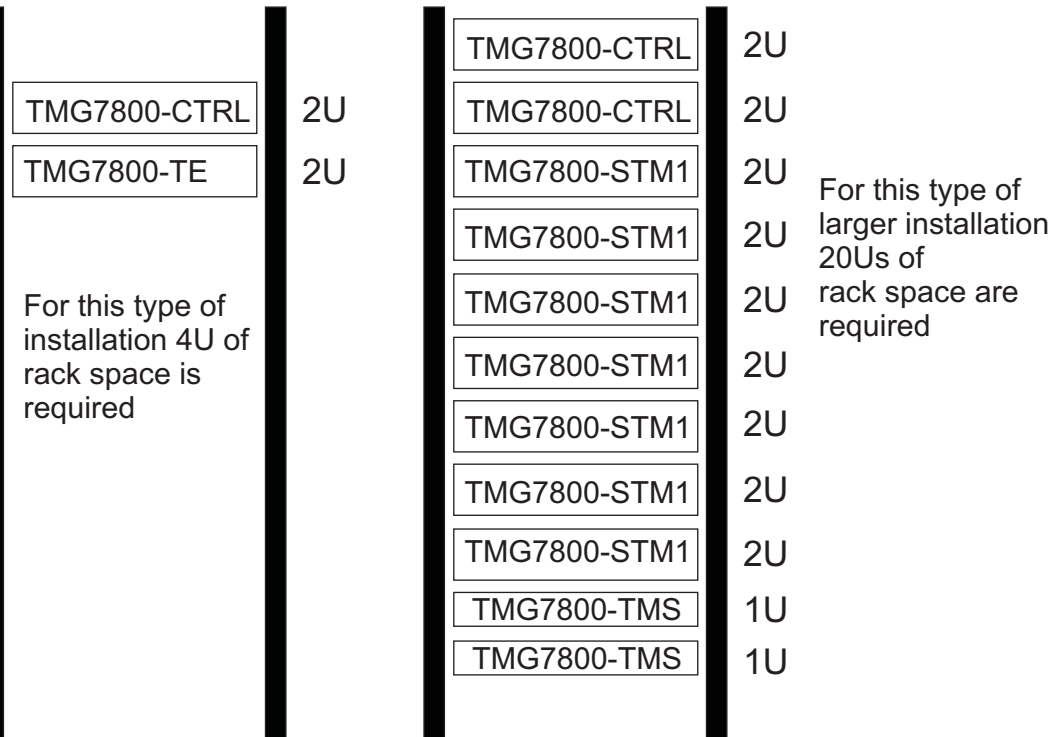 TMG7800-CTRL 2U
TMG7800-TE 2U
For this type of
installation 4U of
rack space is
required
TMG7800-CTRL 2U
TMG7800-CTRL 2U
TMG7800-STM1 2U
TMG7800-STM1 2U
TMG7800-STM1 2U
TMG7800-STM1 2U
TMG7800-STM1 2U
TMG7800-STM1 2U
TMG7800-STM1 2U
TMG7800-TMS 1U
TMG7800-TMS 1U
For this type of
larger installation
20Us of
rack space are
required